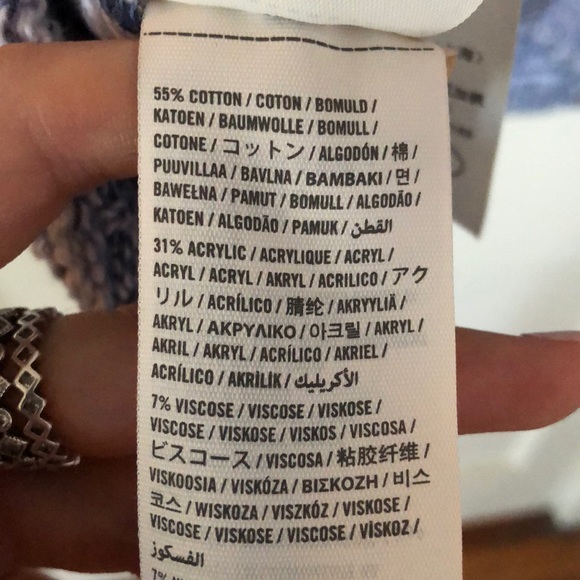 55% COTTON / COTON / BOMULD /
KATOEN / BAUMWOLLE / BOMULL /
COTONE / コットン / ALGODÓN / 棉 /
PUUVILLAA / BAVLNA / ΒΑΜΒΑΚΙ / 면 /
BAWEŁNA / PAMUT / BOMULL / ALGODÃO /
KATOEN / ALGODÃO / PAMUK / القطن
31% ACRYLIC / ACRYLIQUE / ACRYL /
ACRYL / ACRYL / AKRYL / ACRILICO / アク
リル / ACRÍLICO / 腈纶 / AKRYYLIÄ /
AKRYL / ΑΚΡΥΛΙΚΟ / 아크릴 / AKRYL /
AKRIL / AKRYL / ACRÍLICO / AKRIEL /
ACRÍLICO / AKRİLİK / الأكريليك
7% VISCOSE / VISCOSE / VISKOSE /
VISCOSE / VISKOSE / VISKOS / VISCOSA /
ビスコース / VISCOSA / 粘胶纤维 /
VISKOOSIA / VISKÓZA / ΒΙΣΚΟΖΗ / 비스
코스 / WISKOZA / VISZKÓZ / VISKOSE /
VISCOSE / VISKOSE / VISCOSE / VİSKOZ /
الفسكوز
7%